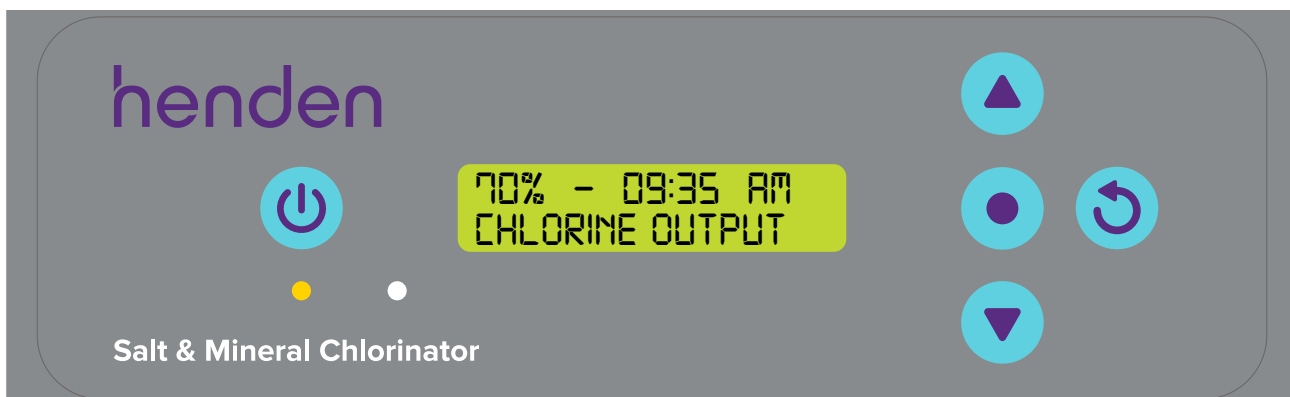 henden
70% - 09:35 AM
CHLORINE OUTPUT
Salt & Mineral Chlorinator